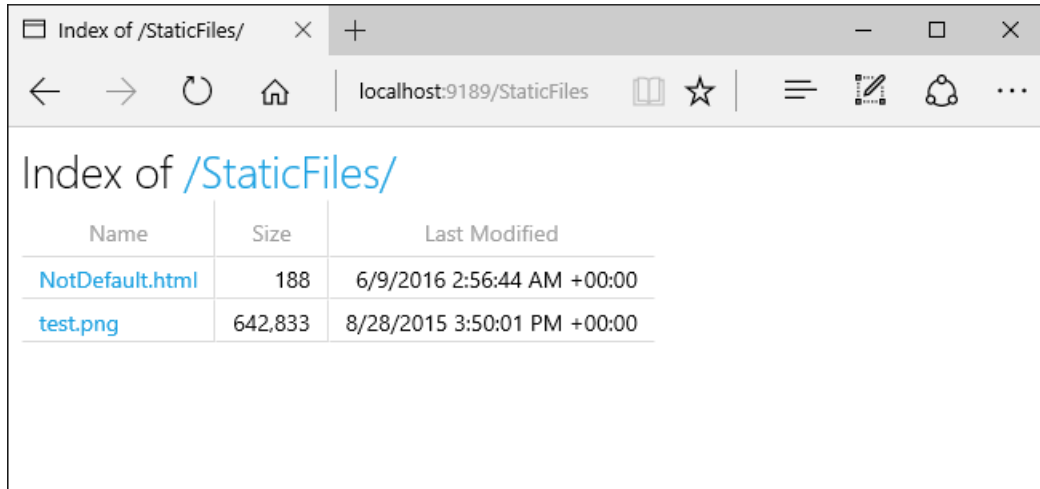 Index of /StaticFiles/
localhost:9189/StaticFiles
Index of /StaticFiles/
Name Size Last Modified
NotDefault.html 188 6/9/2016 2:56:44 AM +00:00
test.png 642,833 8/28/2015 3:50:01 PM +00:00